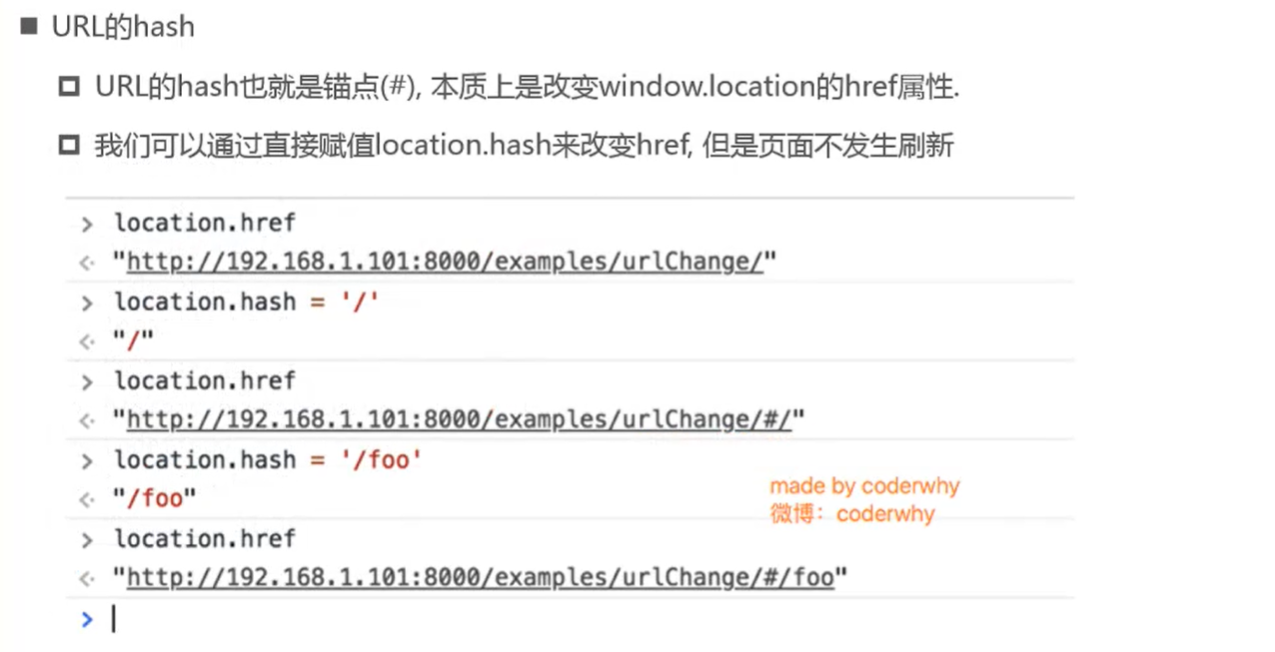 URL的hash
URL的hash也就是锚点(#), 本质上是改变window.location的href属性.
我们可以通过直接赋值location.hash来改变href, 但是页面不发生刷新
> location.href
<· "http://192.168.1.101:8000/examples/urlChange/"
> location.hash = '/'
<· "/"
> location.href
<· "http://192.168.1.101:8000/examples/urlChange/#/"
> location.hash = '/foo'
<· "/foo"
made by coderwhy
微博：coderwhy
> location.href
<· "http://192.168.1.101:8000/examples/urlChange/#/foo"
>